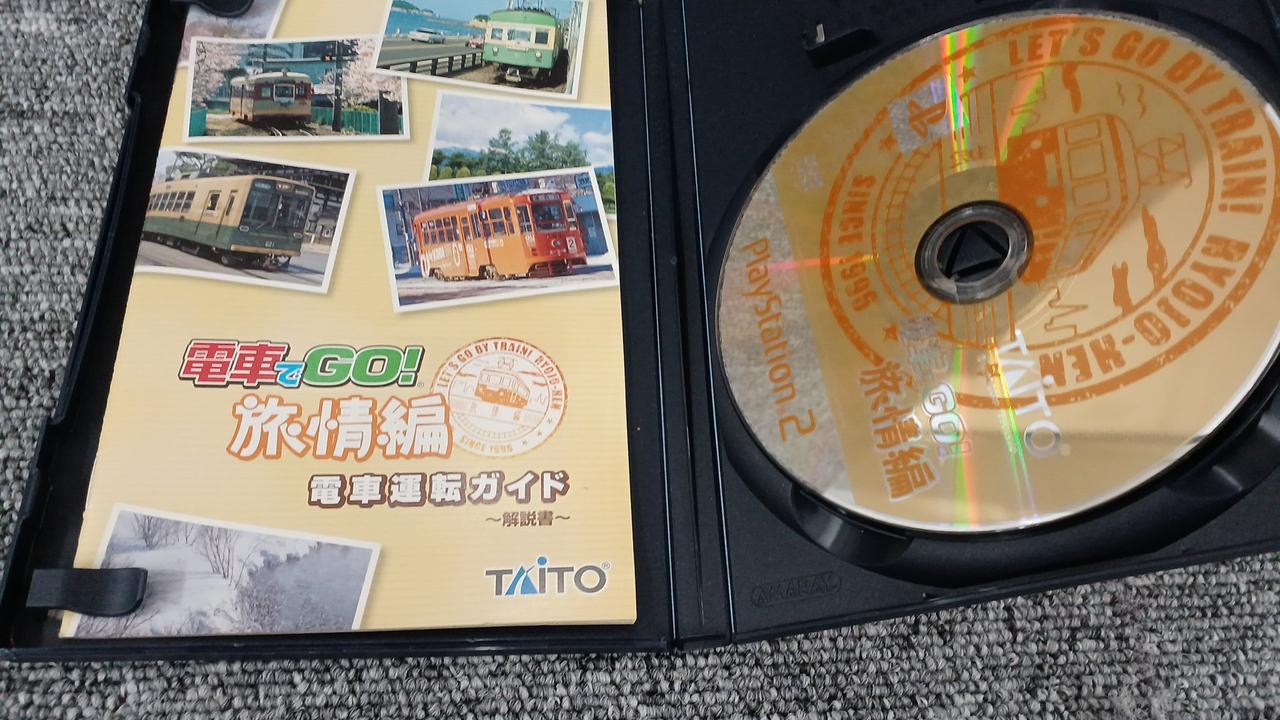 電車でGO!®
旅情編
LET'S GO BY TRAIN! RYOJO-HEN
SINCE 1996
電車運転ガイド
〜解説書〜
TAITO®
LET'S GO BY TRAIN! RYOJO-HEN
SINCE 1996
PlayStation 2
GO!
旅情編
TAITO®
AMARAY